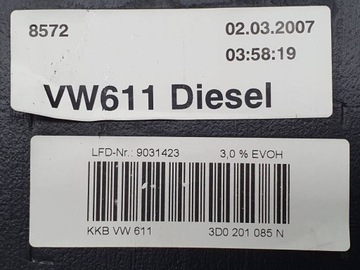 8572 02.03.2007
03:58:19
VW611 Diesel
LFD-Nr.: 9031423 3,0 % EVOH
KKB VW 611 3D0 201 085 N